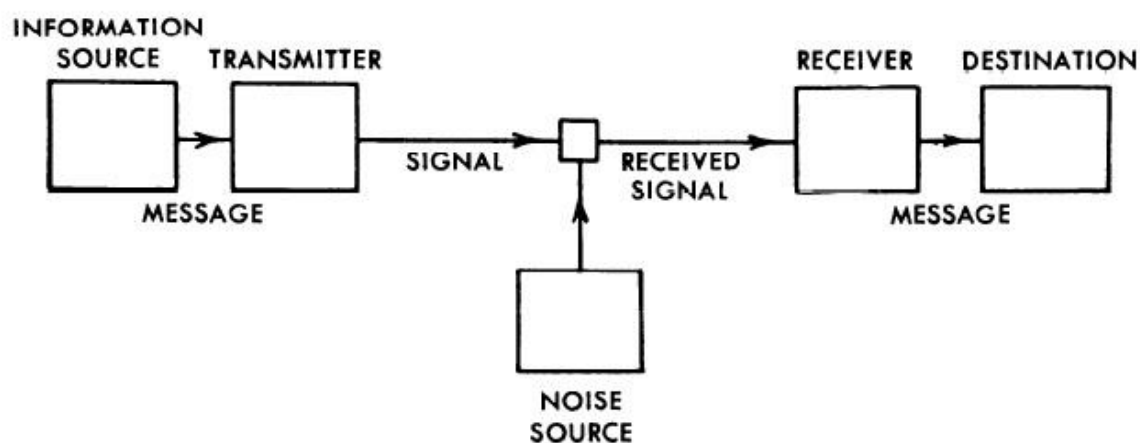 INFORMATION
SOURCE
TRANSMITTER
RECEIVER
DESTINATION
SIGNAL
RECEIVED
SIGNAL
MESSAGE
MESSAGE
NOISE
SOURCE